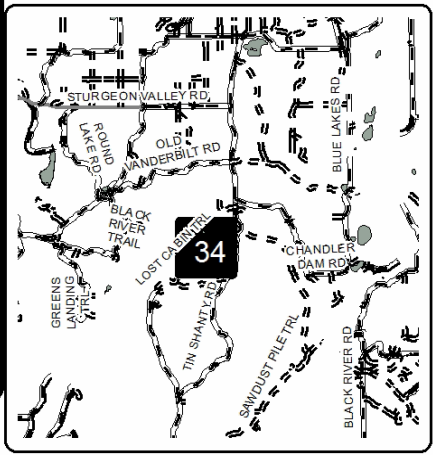 STURGEON VALLEY RD
BLUE LAKES RD
ROUND
LAKE RD
OLD
VANDERBILT RD
BLACK
RIVER
TRAIL
LOST CABIN TRL
34
CHANDLER
DAM RD
GREENS
LANDING
TRL
TIN SHANTY RD
SAWDUST PILE TRL
BLACK RIVER RD